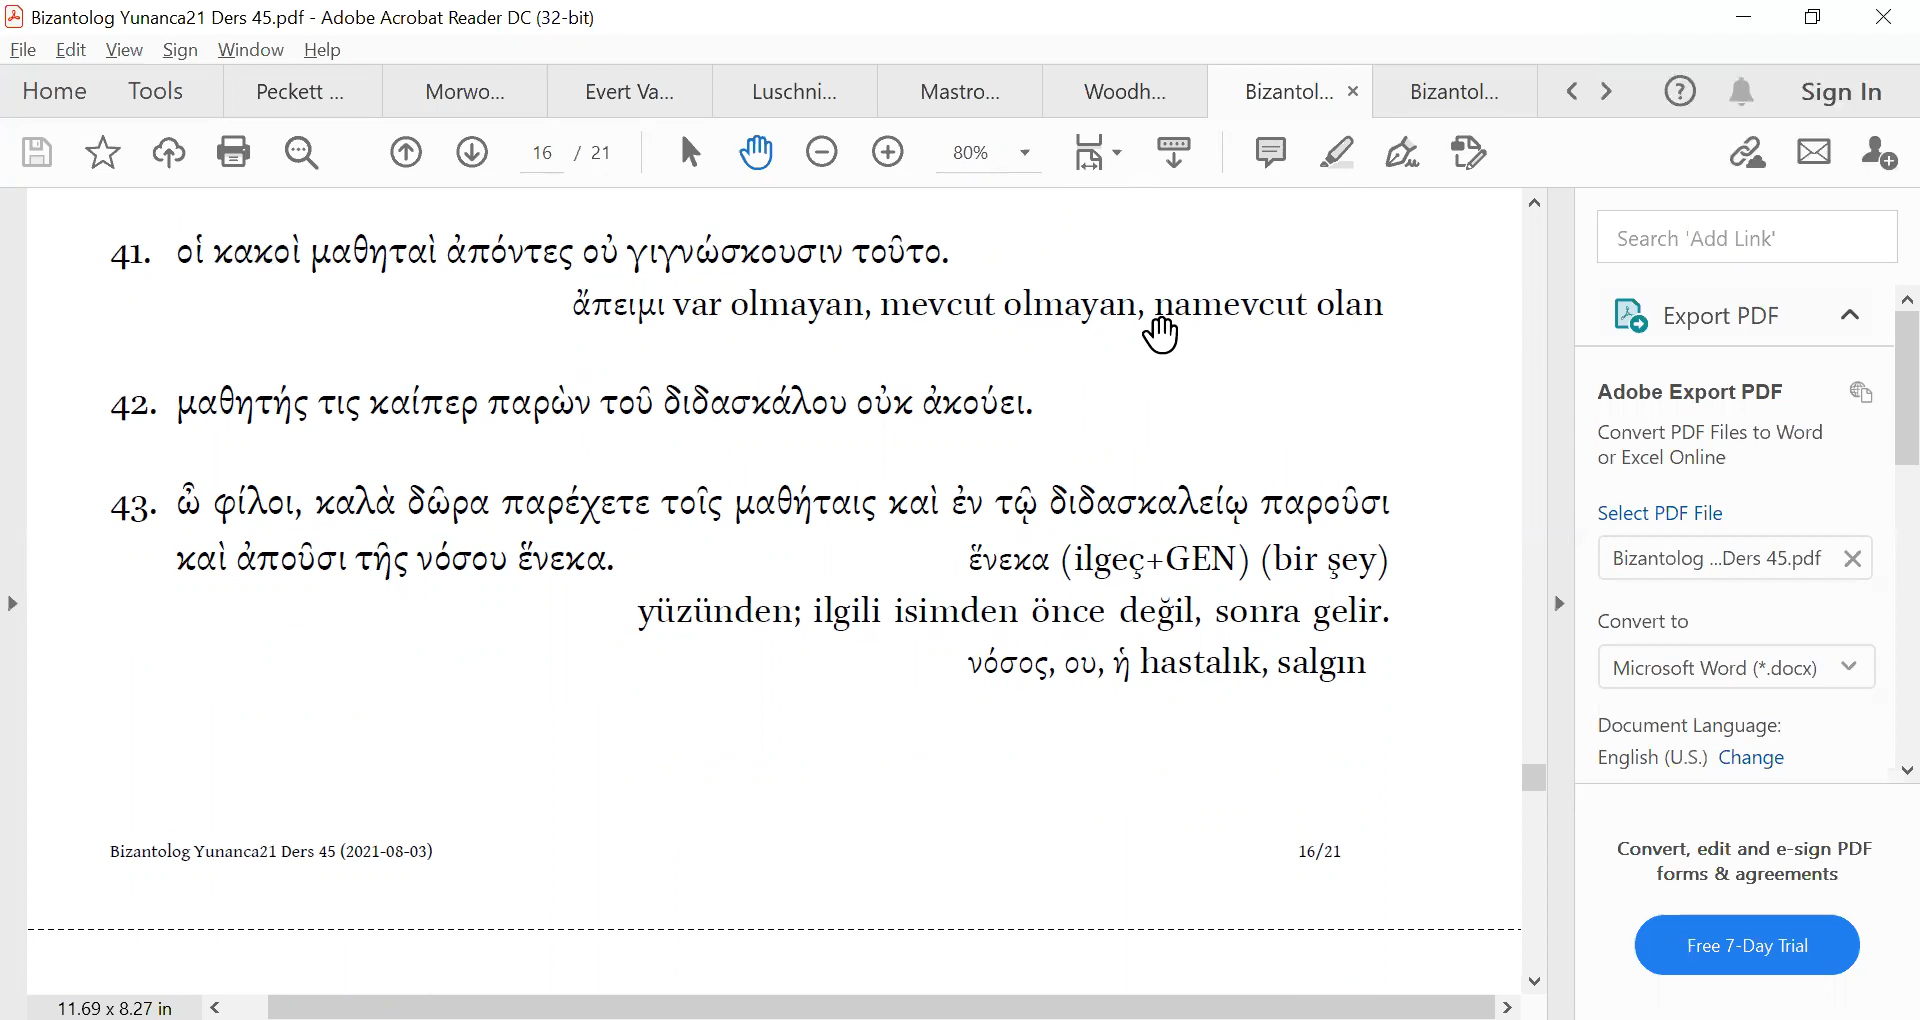 Bizantolog Yunanca21 Ders 45.pdf - Adobe Acrobat Reader DC (32-bit)
File Edit View Sign Window Help
Home Tools Peckett ... Morwo... Evert Va... Luschni... Mastro... Woodh... Bizantol... Bizantol... Sign In
16 / 21 80%
41. οἱ κακοὶ μαθηταὶ ἀπόντες οὐ γιγνώσκουσιν τοῦτο.
ἄπειμι var olmayan, mevcut olmayan, namevcut olan
42. μαθητής τις καίπερ παρὼν τοῦ διδασκάλου οὐκ ἀκούει.
43. ὦ φίλοι, καλὰ δῶρα παρέχετε τοῖς μαθήταις καὶ ἐν τῷ διδασκαλείῳ παροῦσι
καὶ ἀποῦσι τῆς νόσου ἕνεκα. ἕνεκα (ilgeç+GEN) (bir şey)
yüzünden; ilgili isimden önce değil, sonra gelir.
νόσος, ου, ἡ hastalık, salgın
Bizantolog Yunanca21 Ders 45 (2021-08-03) 16/21
11.69 x 8.27 in
Search 'Add Link'
Export PDF
Adobe Export PDF
Convert PDF Files to Word
or Excel Online
Select PDF File
Bizantolog ...Ders 45.pdf
Convert to
Microsoft Word (*.docx)
Document Language:
English (U.S.) Change
Convert, edit and e-sign PDF
forms & agreements
Free 7-Day Trial